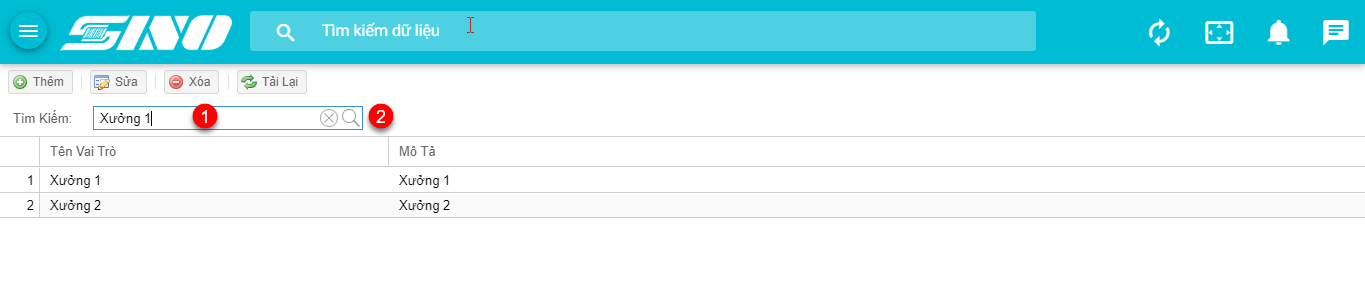 SINO Tìm kiếm dữ liệu
Thêm Sửa Xóa Tải Lại
Tìm Kiếm: Xưởng 1 1 2
Tên Vai Trò Mô Tả
1 Xưởng 1 Xưởng 1
2 Xưởng 2 Xưởng 2